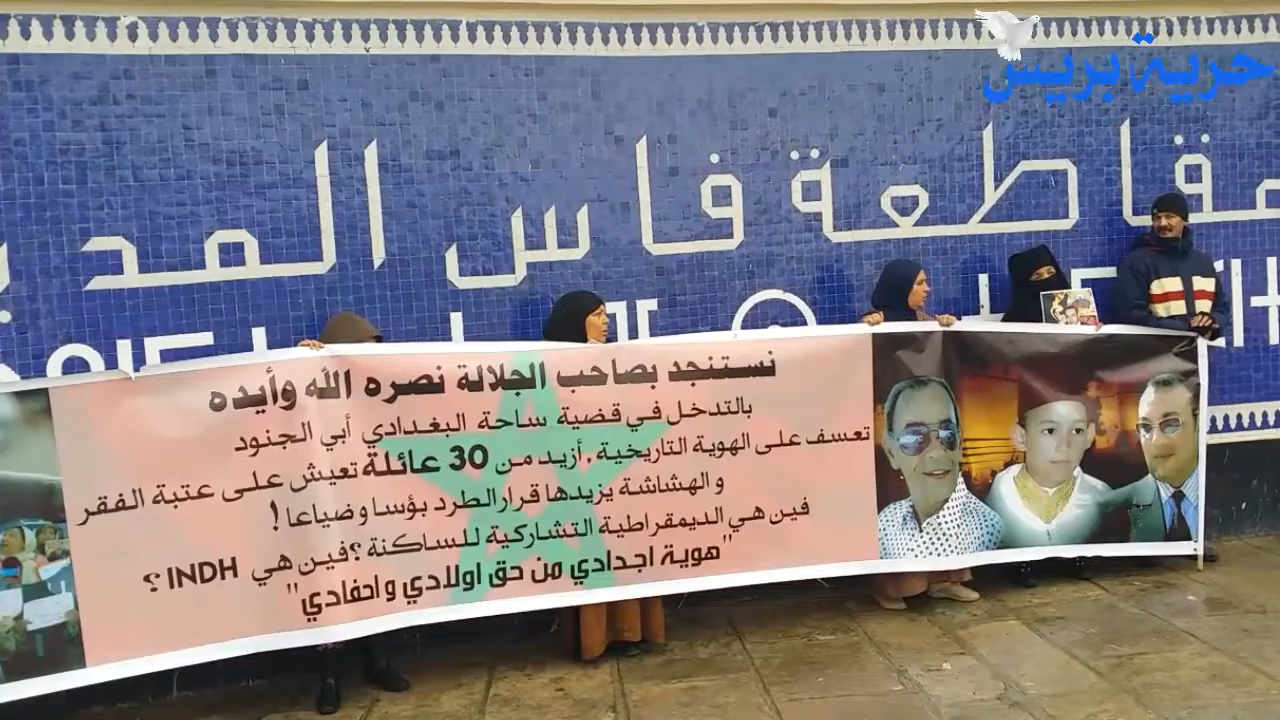 حرية بريس
مقاطعة فاس المدي
نستنجد بصاحب الجلالة نصره الله وأيده
بالتدخل في قضية ساحة البغدادي أبي الجنود
تعسف على الهوية التاريخية . أزيد من 30 عائلة تعيش على عتبة الفقر
و الهشاشة يزيدها قرار الطرد بؤسا وضياعا !
فين هي الديمقراطية التشاركية للساكنة ؟ فين هي INDH ؟
"هوية اجدادي من حق اولادي و احفادي"